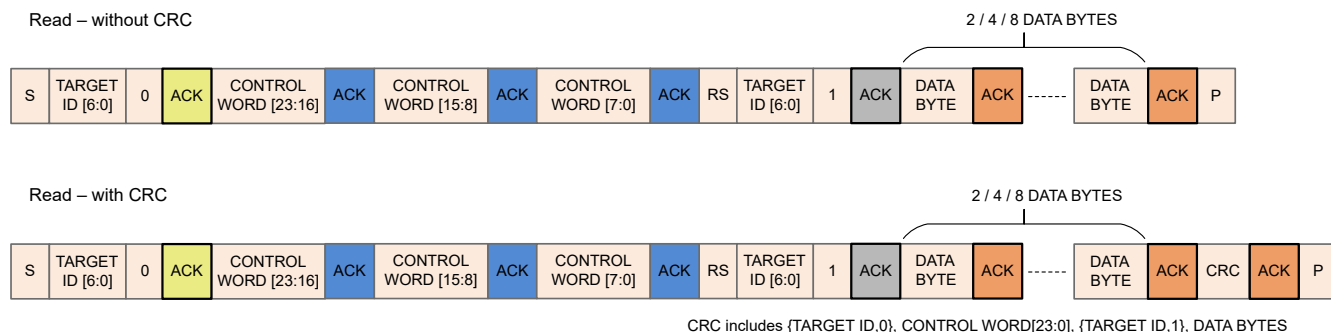 Read – without CRC
2 / 4 / 8 DATA BYTES
S TARGET ID [6:0] 0 ACK CONTROL WORD [23:16] ACK CONTROL WORD [15:8] ACK CONTROL WORD [7:0] ACK RS TARGET ID [6:0] 1 ACK DATA BYTE ACK ------ DATA BYTE ACK P
Read – with CRC
2 / 4 / 8 DATA BYTES
S TARGET ID [6:0] 0 ACK CONTROL WORD [23:16] ACK CONTROL WORD [15:8] ACK CONTROL WORD [7:0] ACK RS TARGET ID [6:0] 1 ACK DATA BYTE ACK ------ DATA BYTE ACK CRC ACK P
CRC includes {TARGET ID,0}, CONTROL WORD[23:0], {TARGET ID,1}, DATA BYTES